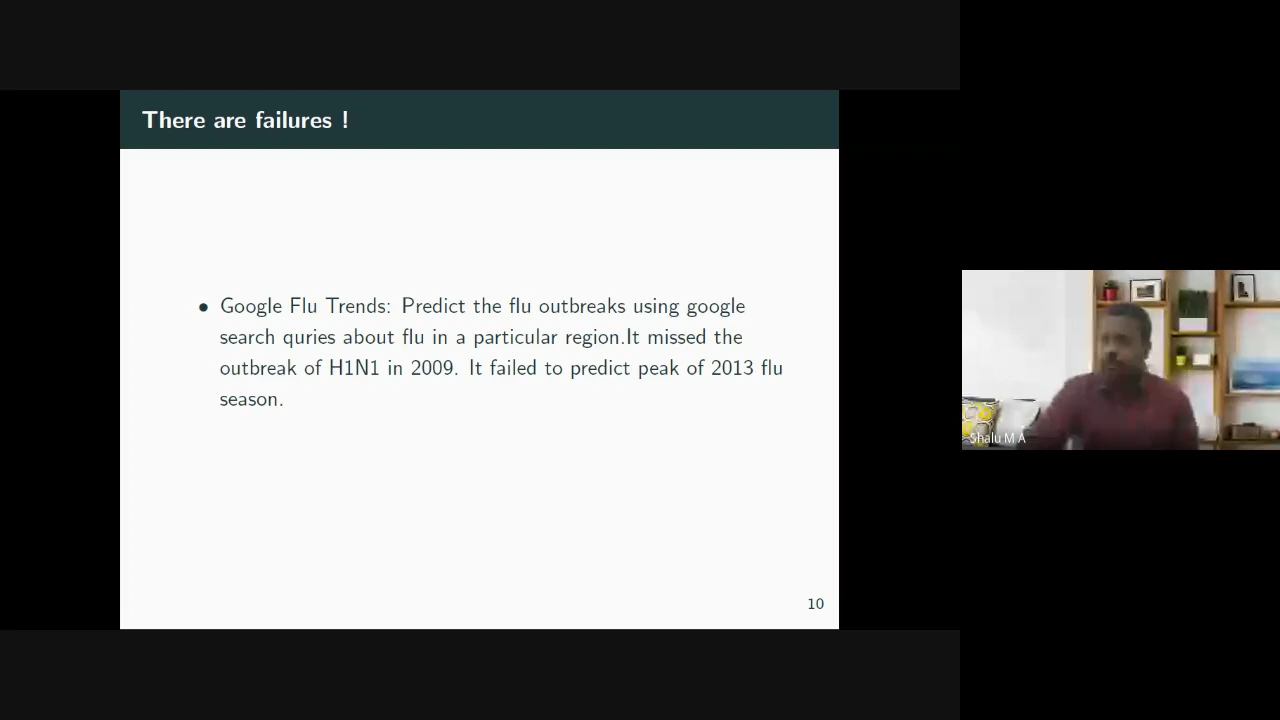 There are failures !
• Google Flu Trends: Predict the flu outbreaks using google
search quries about flu in a particular region.It missed the
outbreak of H1N1 in 2009. It failed to predict peak of 2013 flu
season.
10
Shalu M A